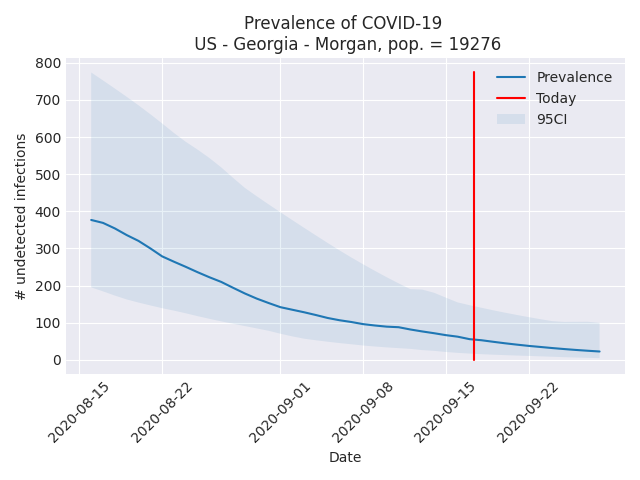 Prevalence of COVID-19
US - Georgia - Morgan, pop. = 19276
800
700
600
500
400
300
200
100
0
# undetected infections
Prevalence
Today
95CI
2020-08-15
2020-08-22
2020-09-01
2020-09-08
2020-09-15
2020-09-22
Date